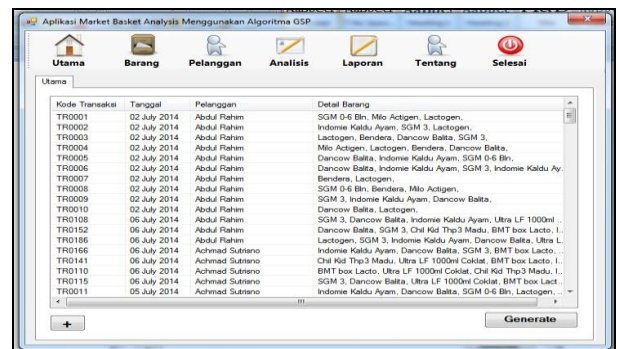 Aplikasi Market Basket Analysis Menggunakan Algoritma GSP
Utama Barang Pelanggan Analisis Laporan Tentang Selesai
Utama
Kode Transaksi Tanggal Pelanggan Detail Barang
TR0001 02 July 2014 Abdul Rahim SGM 0-6 Bln, Milo Actigen, Lactogen,
TR0002 02 July 2014 Abdul Rahim Indomie Kaldu Ayam, SGM 3, Lactogen,
TR0003 02 July 2014 Abdul Rahim Lactogen, Bendera, Dancow Balita, SGM 3,
TR0004 02 July 2014 Abdul Rahim Milo Actigen, Lactogen, Bendera, Dancow Balita,
TR0005 02 July 2014 Abdul Rahim Dancow Balita, Indomie Kaldu Ayam, SGM 0-6 Bln,
TR0006 02 July 2014 Abdul Rahim Dancow Balita, Indomie Kaldu Ayam, SGM 3, Indomie Kaldu Ay..
TR0007 02 July 2014 Abdul Rahim Bendera, Lactogen,
TR0008 02 July 2014 Abdul Rahim SGM 0-6 Bln, Bendera, Milo Actigen,
TR0009 02 July 2014 Abdul Rahim SGM 3, Indomie Kaldu Ayam, Dancow Balita,
TR0010 02 July 2014 Abdul Rahim Dancow Balita, Lactogen,
TR0108 06 July 2014 Abdul Rahim SGM 3, Dancow Balita, Indomie Kaldu Ayam, Ultra LF 1000ml ...
TR0152 06 July 2014 Abdul Rahim Dancow Balita, SGM 3, Chil Kid Thp3 Madu, BMT box Lacto, I...
TR0186 06 July 2014 Abdul Rahim Lactogen, SGM 3, Indomie Kaldu Ayam, Dancow Balita, Ultra L...
TR0166 06 July 2014 Achmad Sutrisno Indomie Kaldu Ayam, Dancow Balita, SGM 3, BMT box Lacto, ...
TR0141 06 July 2014 Achmad Sutrisno Chil Kid Thp3 Madu, Ultra LF 1000ml Coklat, BMT box Lacto, I...
TR0110 06 July 2014 Achmad Sutrisno BMT box Lacto, Ultra LF 1000ml Coklat, Chil Kid Thp3 Madu, I...
TR0115 06 July 2014 Achmad Sutrisno SGM 3, Dancow Balita, Ultra LF 1000ml Coklat, BMT box Lact...
TR0011 05 July 2014 Achmad Sutrisno Indomie Kaldu Ayam, Dancow Balita, SGM 0-6 Bln, Lactogen, ...
+ Generate